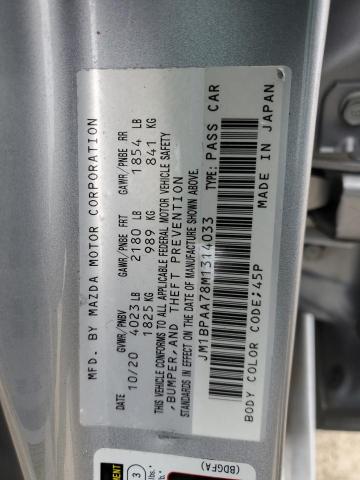 MFD. BY MAZDA MOTOR CORPORATION
DATE GVWR/PNBV GAWR/PNBE FRT GAWR/PNBE RR
10/20 4023 LB 2180 LB 1854 LB
1825 KG 989 KG 841 KG
THIS VEHICLE CONFORMS TO ALL APPLICABLE FEDERAL MOTOR VEHICLE SAFETY
,BUMPER,AND THEFT PREVENTION
STANDARDS IN EFFECT ON THE DATE OF MANUFACTURE SHOWN ABOVE.
JM1BPAA78M1314033 TYPE: PASS CAR
BODY COLOR CODE;45P MADE IN JAPAN
(BDGFA)
3
lbs.